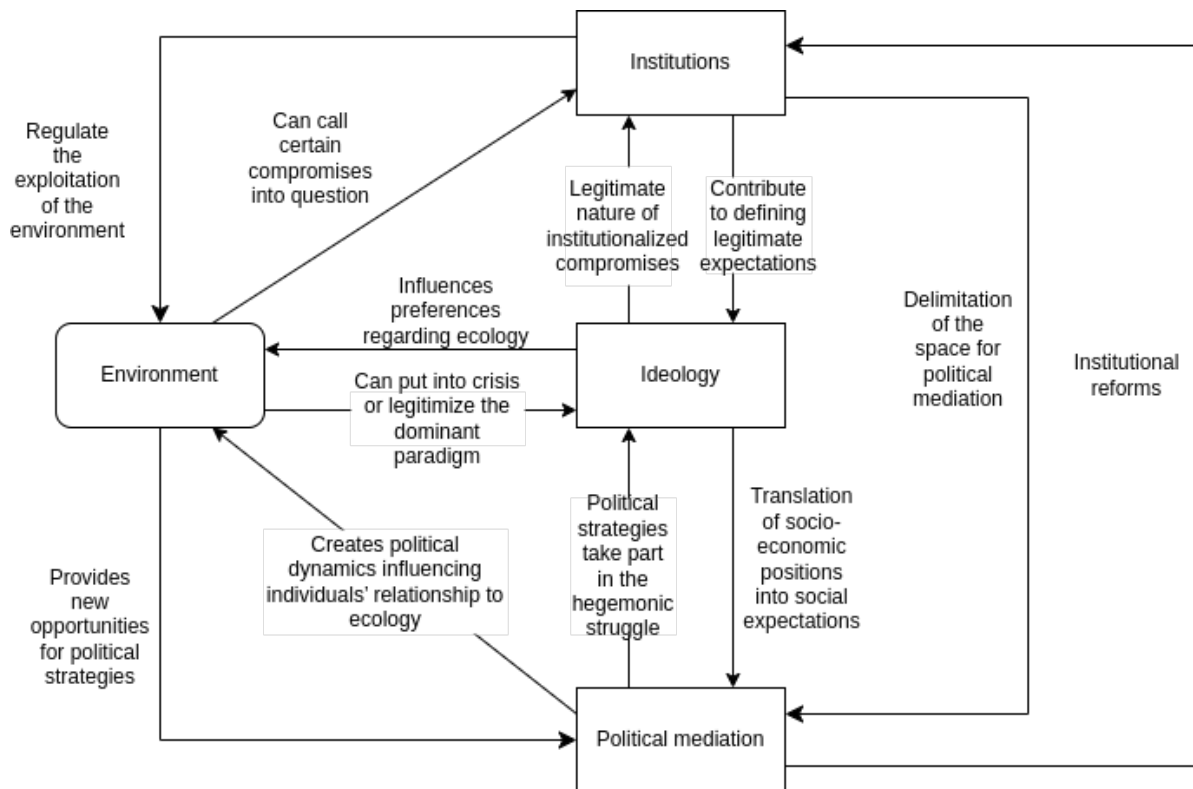 Institutions
Regulate
the
exploitation
of the
environment
Can call
certain
compromises
into question
Legitimate
nature of
institutionalized
compromises
Contribute
to defining
legitimate
expectations
Influences
preferences
regarding ecology
Delimitation
of the
space for
political
mediation
Institutional
reforms
Environment
Ideology
Can put into crisis
or legitimize the
dominant
paradigm
Provides
new
opportunities
for political
strategies
Creates political
dynamics influencing
individuals’ relationship to
ecology
Political
strategies
take part
in the
hegemonic
struggle
Translation
of socio-
economic
positions
into social
expectations
Political mediation